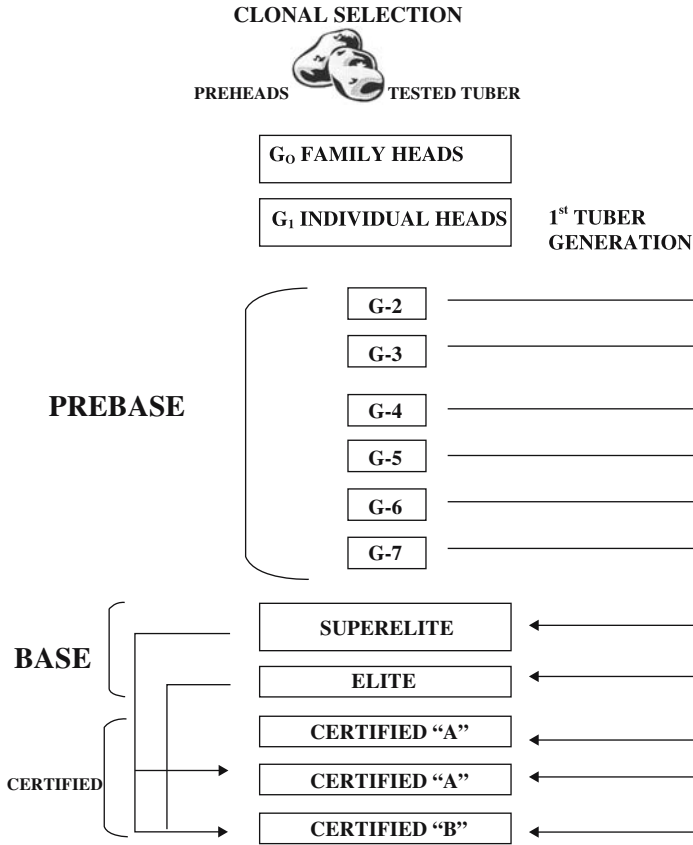 CLONAL SELECTION
PREHEADS TESTED TUBER
G₀ FAMILY HEADS
G₁ INDIVIDUAL HEADS 1ˢᵗ TUBER
GENERATION
G-2
G-3
PREBASE
G-4
G-5
G-6
G-7
SUPERELITE
BASE
ELITE
CERTIFIED “A”
CERTIFIED
CERTIFIED “A”
CERTIFIED “B”